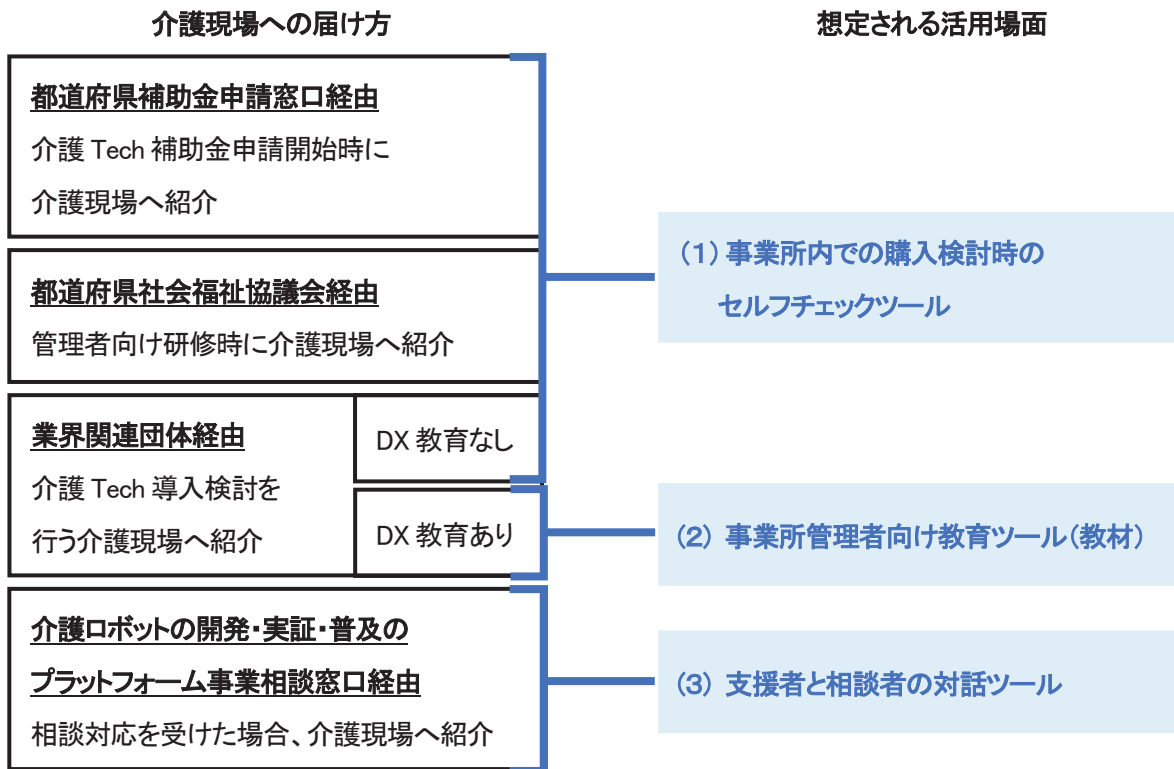 介護現場への届け方
想定される活用場面
都道府県補助金申請窓口経由
介護 Tech 補助金申請開始時に
介護現場へ紹介
都道府県社会福祉協議会経由
管理者向け研修時に介護現場へ紹介
業界関連団体経由
介護 Tech 導入検討を
行う介護現場へ紹介
DX 教育なし
DX 教育あり
介護ロボットの開発・実証・普及の
プラットフォーム事業相談窓口経由
相談対応を受けた場合、介護現場へ紹介
(1) 事業所内での購入検討時の
セルフチェックツール
(2) 事業所管理者向け教育ツール(教材)
(3) 支援者と相談者の対話ツール